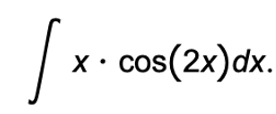 ∫ x · cos(2x)dx.